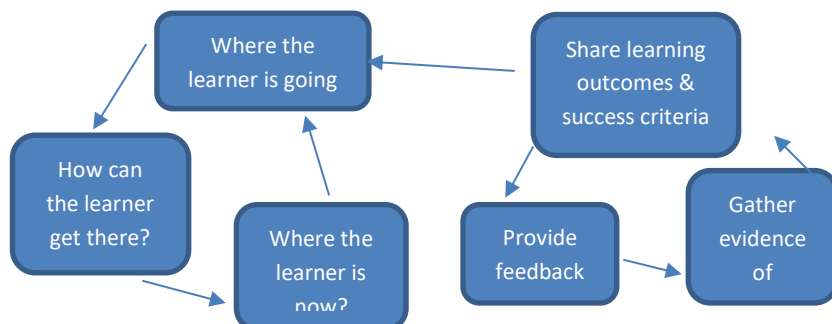 Where the
learner is going
Share learning
outcomes &
success criteria
How can
the learner
get there?
Where the
learner is
now?
Provide
feedback
Gather
evidence
of